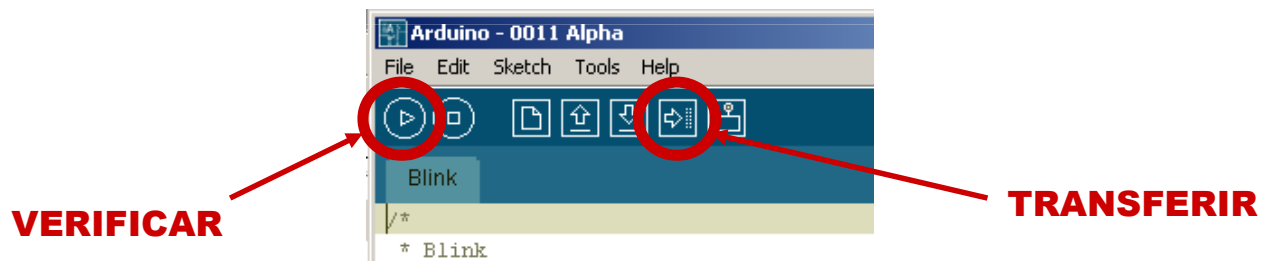 Arduino - 0011 Alpha
File Edit Sketch Tools Help
Blink
VERIFICAR
TRANSFERIR
/*
* Blink